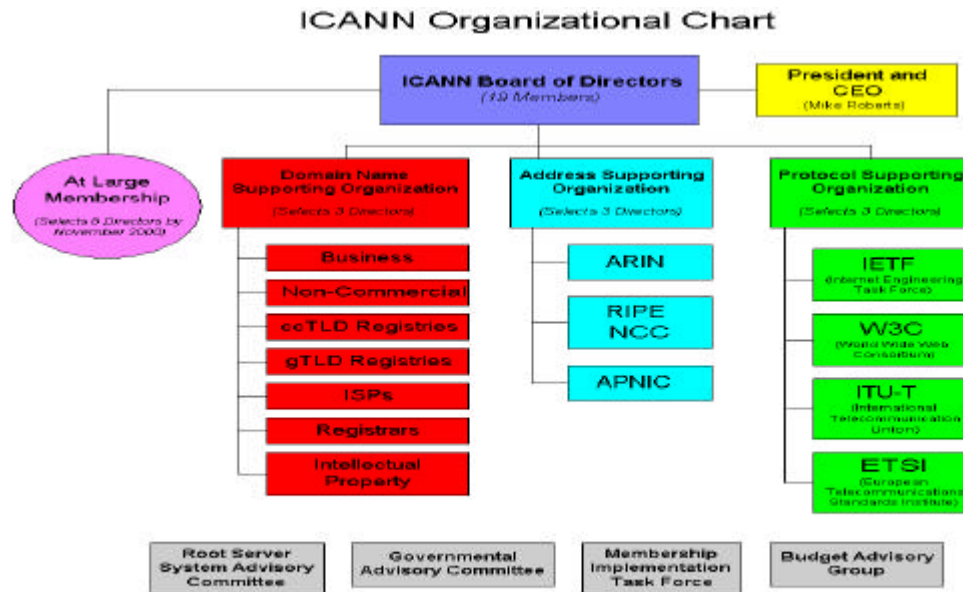 ICANN Organizational Chart
ICANN Board of Directors
(19 Members)
President and
CEO
(Mike Roberts)
At Large
Membership
(Selects 5 Directors by
November 2000)
Domain Name
Supporting Organization
(Selects 3 Directors)
Business
Non-Commercial
ccTLD Registries
gTLD Registries
ISPs
Registrars
Intellectual
Property
Address Supporting
Organization
(Selects 3 Directors)
ARIN
RIPE
NCC
APNIC
Protocol Supporting
Organization
(Selects 3 Directors)
IETF
(Internet Engineering
Task Force)
W3C
(World Wide Web
Consortium)
ITU-T
(International
Telecommunication
Union)
ETSI
(European
Telecommunications
Standards Institute)
Root Server
System Advisory
Committee
Governmental
Advisory Committee
Membership
Implementation
Task Force
Budget Advisory
Group